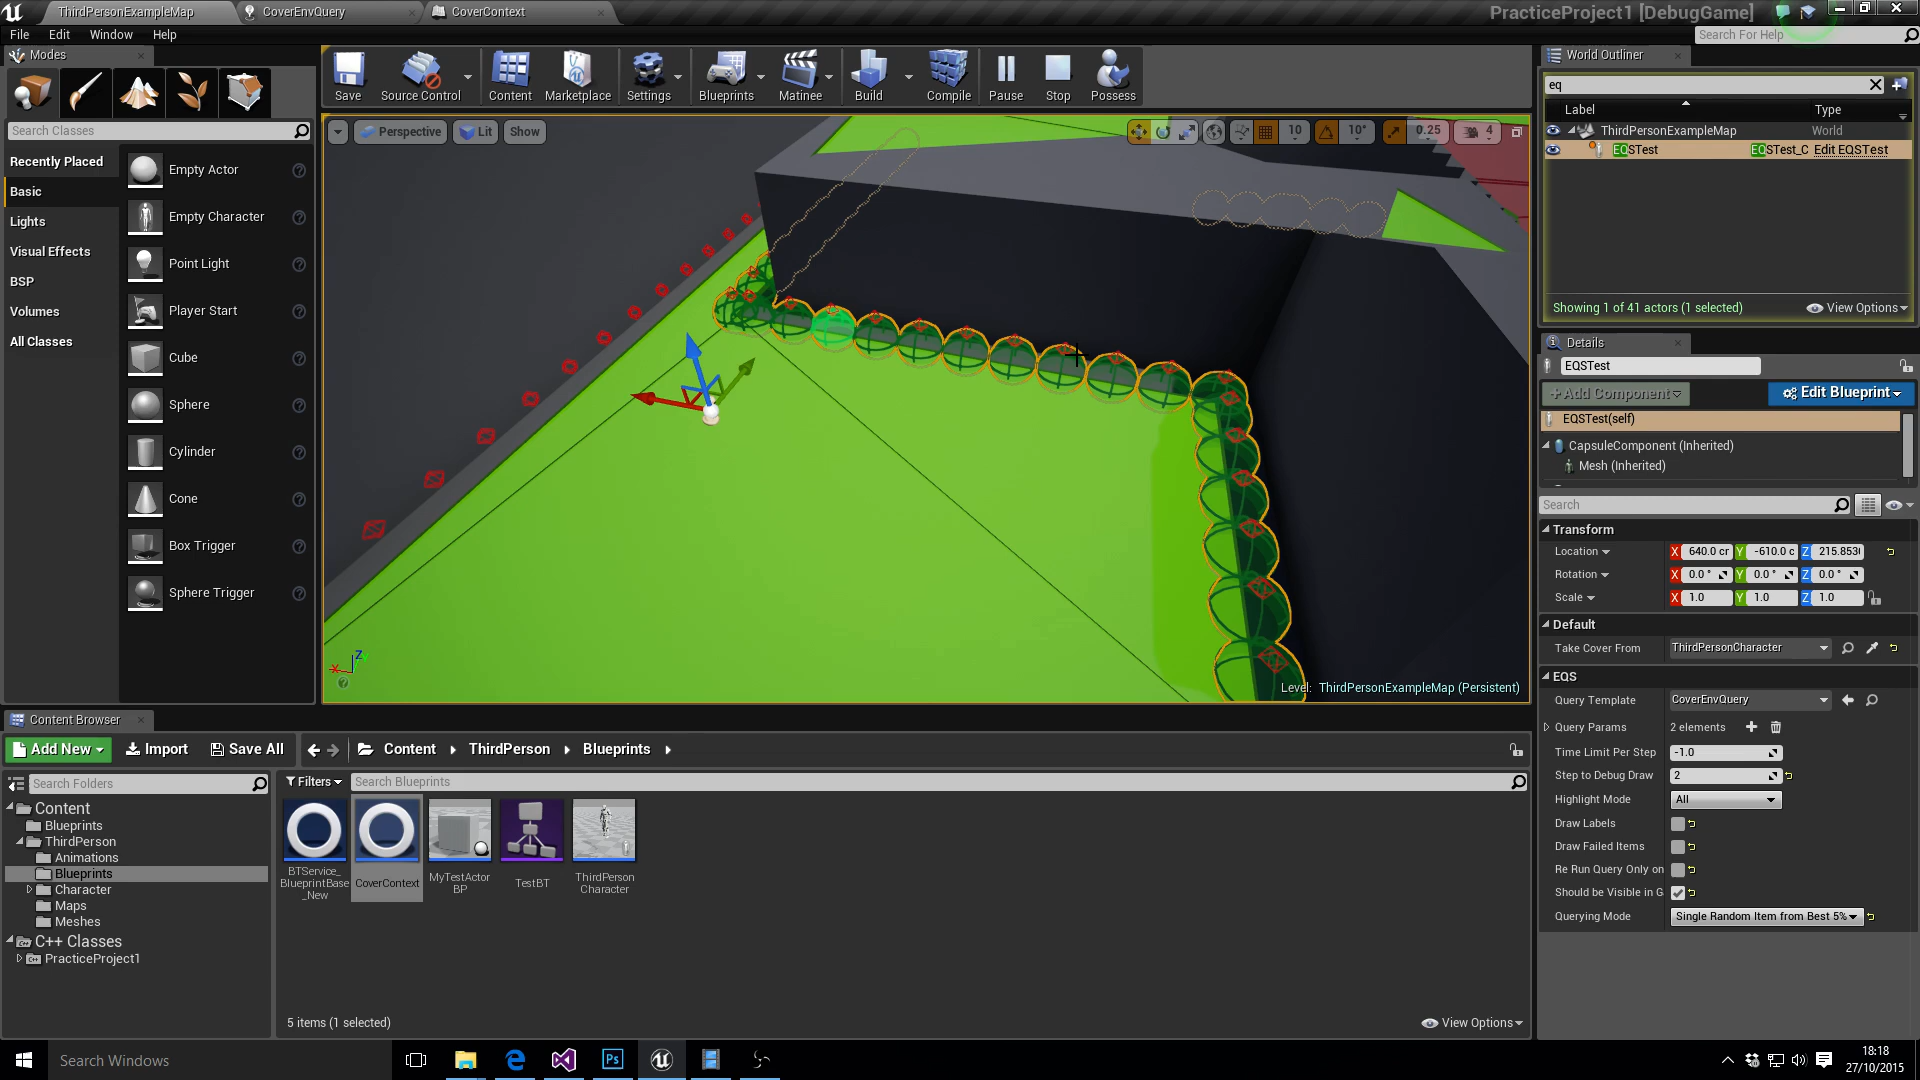 ThirdPersonExampleMap
CoverEnvQuery
CoverContext
PracticeProject1 [DebugGame]
File Edit Window Help
Search For Help
Modes
Search Classes
Recently Placed
Basic
Lights
Visual Effects
BSP
Volumes
All Classes
Empty Actor
Empty Character
Point Light
Player Start
Cube
Sphere
Cylinder
Cone
Box Trigger
Sphere Trigger
Save
Source Control
Content
Marketplace
Settings
Blueprints
Matinee
Build
Compile
Pause
Stop
Possess
Perspective
Lit
Show
10
10°
0.25
4
X
Z
Level: ThirdPersonExampleMap (Persistent)
World Outliner
eq
Label Type
ThirdPersonExampleMap World
EQSTest EQSTest_C Edit EQSTest
Showing 1 of 41 actors (1 selected)
View Options
Details
EQSTest
+Add Component
Edit Blueprint
EQSTest(self)
CapsuleComponent (Inherited)
Mesh (Inherited)
Search
Transform
Location X 640.0 cr Y -610.0 c Z 215.853
Rotation X 0.0 ° Y 0.0 ° Z 0.0 °
Scale X 1.0 Y 1.0 Z 1.0
Default
Take Cover From ThirdPersonCharacter
EQS
Query Template CoverEnvQuery
Query Params 2 elements
Time Limit Per Step -1.0
Step to Debug Draw 2
Highlight Mode All
Draw Labels
Draw Failed Items
Re Run Query Only on
Should be Visible in G
Querying Mode Single Random Item from Best 5%
Content Browser
Add New
Import
Save All
Content ThirdPerson Blueprints
Search Folders
Filters
Search Blueprints
Content
Blueprints
ThirdPerson
Animations
Blueprints
Character
Maps
Meshes
C++ Classes
PracticeProject1
BTService_
BlueprintBase
_New
CoverContext
MyTestActor
BP
TestBT
ThirdPerson
Character
5 items (1 selected)
View Options
Search Windows
Ps
18:18
27/10/2015